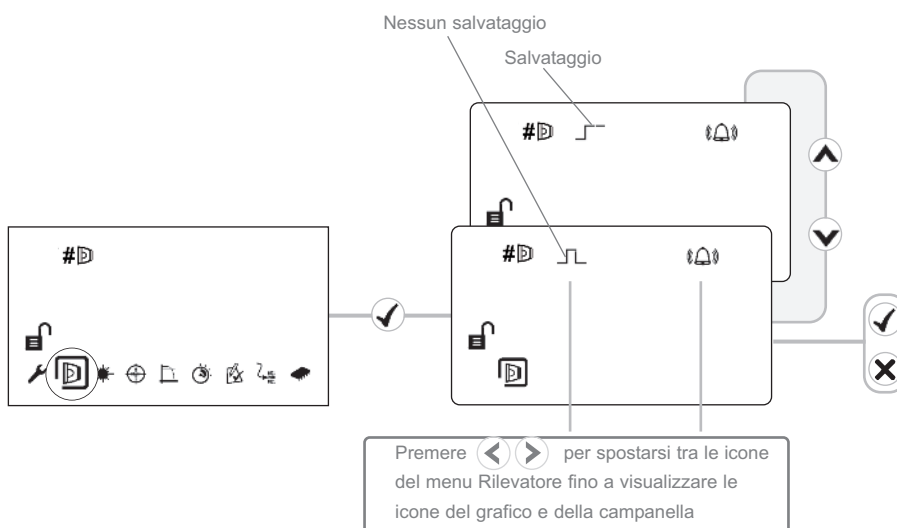 Nessun salvataggio
Salvataggio
#
#
#
Premere per spostarsi tra le icone
del menu Rilevatore fino a visualizzare le
icone del grafico e della campanella